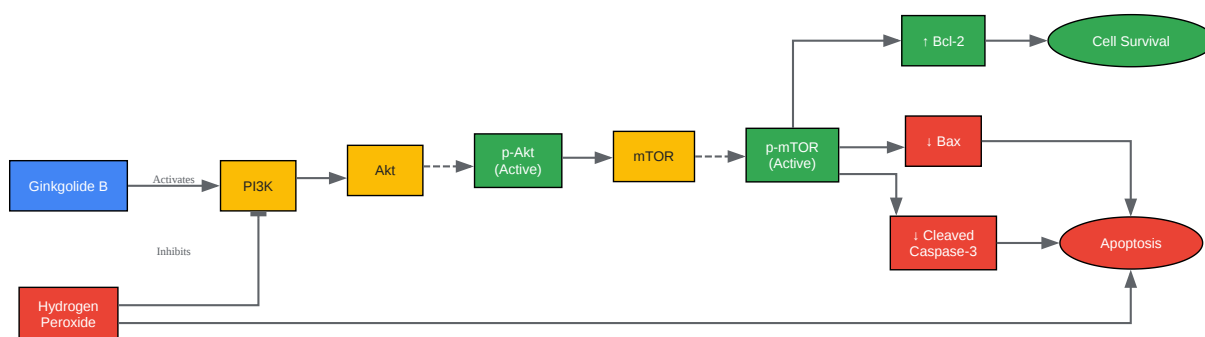 Ginkgolide B
Activates
PI3K
Akt
p-Akt
(Active)
mTOR
p-mTOR
(Active)
↑ Bcl-2
Cell Survival
↓ Bax
↓ Cleaved
Caspase-3
Apoptosis
Inhibits
Hydrogen
Peroxide